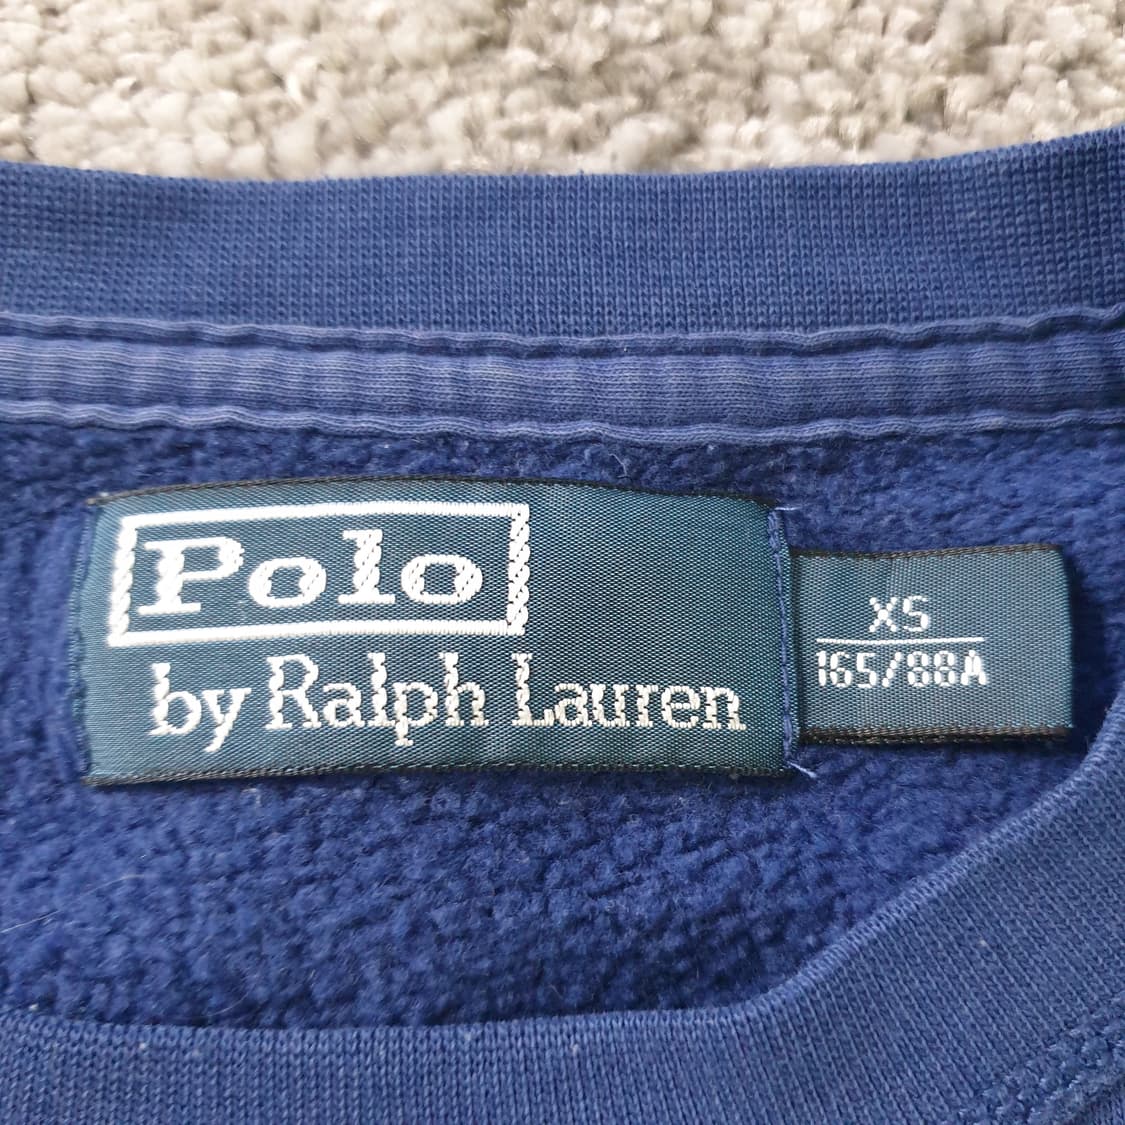 Polo
by Ralph Lauren
XS
165/88A